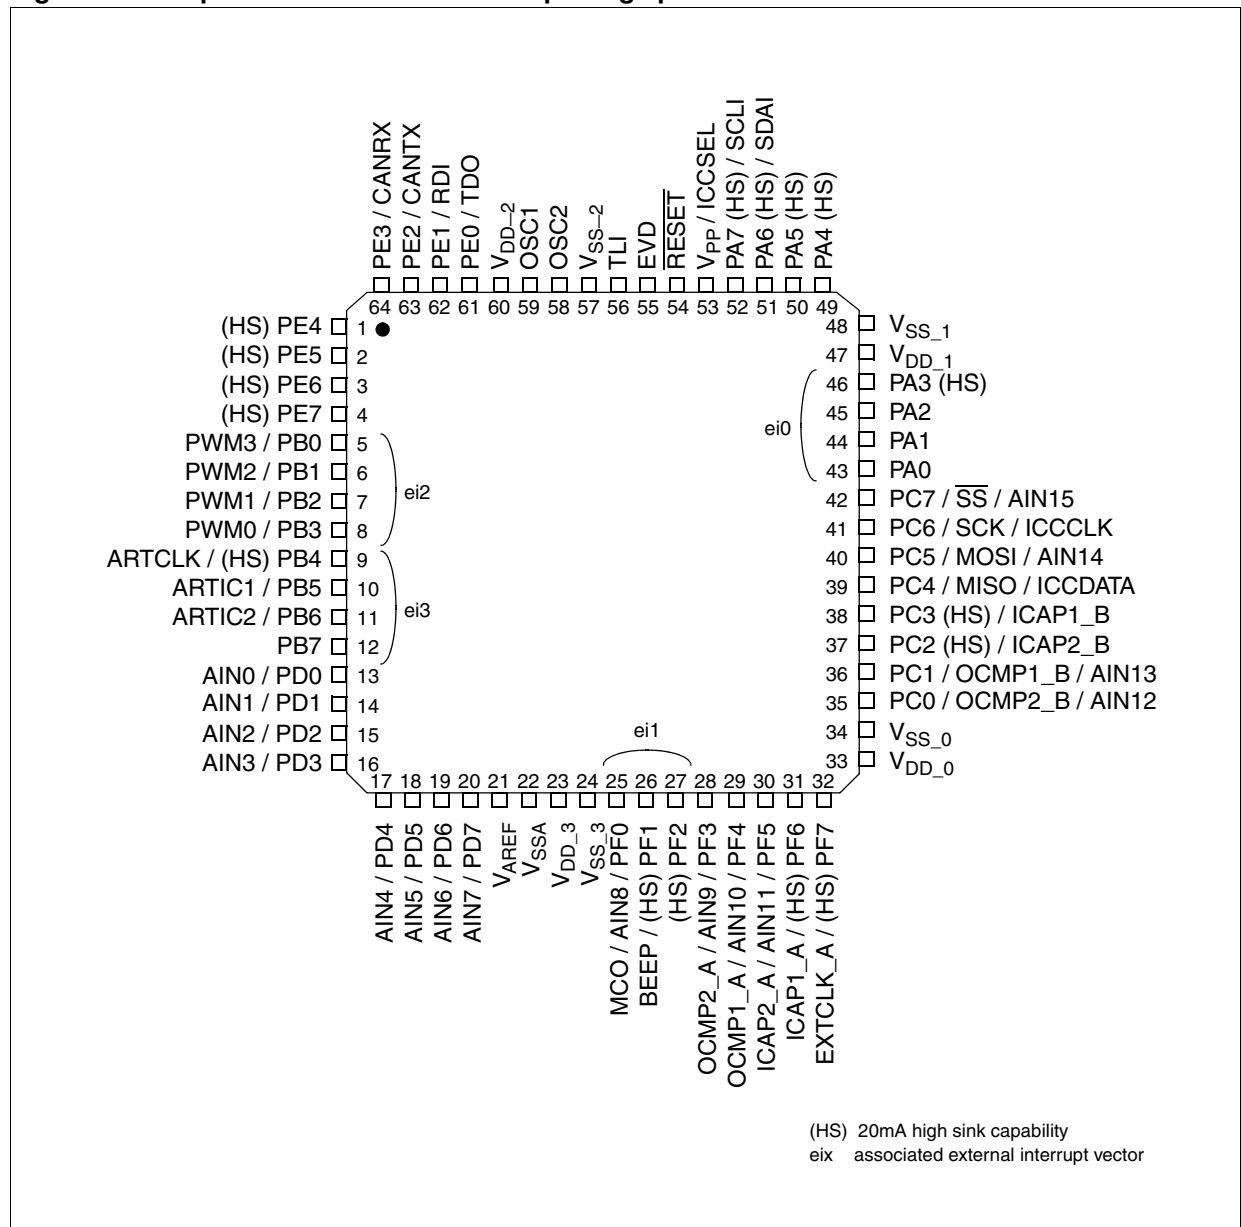 PE3 / CANRX
PE2 / CANTX
PE1 / RDI
PE0 / TDO
VDD-2
OSC1
OSC2
VSS-2
TLI
EVD
RESET
VPP / ICCSEL
PA7 (HS) / SCLI
PA6 (HS) / SDAI
PA5 (HS)
PA4 (HS)
64 63 62 61 60 59 58 57 56 55 54 53 52 51 50 49
(HS) PE4 1
(HS) PE5 2
(HS) PE6 3
(HS) PE7 4
PWM3 / PB0 5
PWM2 / PB1 6
PWM1 / PB2 7
PWM0 / PB3 8
ei2
ARTCLK / (HS) PB4 9
ARTIC1 / PB5 10
ARTIC2 / PB6 11
PB7 12
ei3
AIN0 / PD0 13
AIN1 / PD1 14
AIN2 / PD2 15
AIN3 / PD3 16
48 VSS_1
47 VDD_1
46 PA3 (HS)
45 PA2
44 PA1
43 PA0
ei0
42 PC7 / SS / AIN15
41 PC6 / SCK / ICCCLK
40 PC5 / MOSI / AIN14
39 PC4 / MISO / ICCDATA
38 PC3 (HS) / ICAP1_B
37 PC2 (HS) / ICAP2_B
36 PC1 / OCMP1_B / AIN13
35 PC0 / OCMP2_B / AIN12
34 VSS_0
33 VDD_0
ei1
17 18 19 20 21 22 23 24 25 26 27 28 29 30 31 32
AIN4 / PD4
AIN5 / PD5
AIN6 / PD6
AIN7 / PD7
VAREF
VSSA
VDD_3
VSS_3
MCO / AIN8 / PF0
BEEP / (HS) PF1
(HS) PF2
OCMP2_A / AIN9 / PF3
OCMP1_A / AIN10 / PF4
ICAP2_A / AIN11 / PF5
ICAP1_A / (HS) PF6
EXTCLK_A / (HS) PF7
(HS) 20mA high sink capability
eix associated external interrupt vector